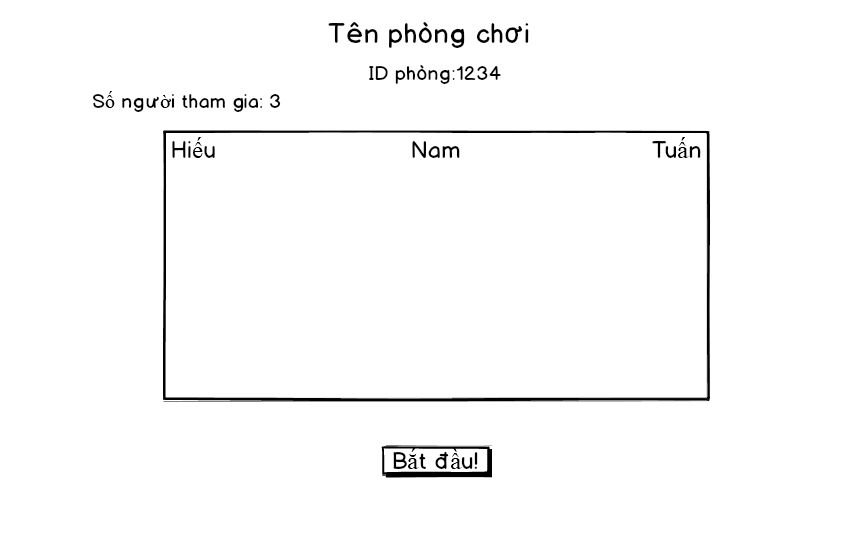 Tên phòng chơi
ID phòng:1234
Số người tham gia: 3
Hiếu Nam Tuấn
Bắt đầu!